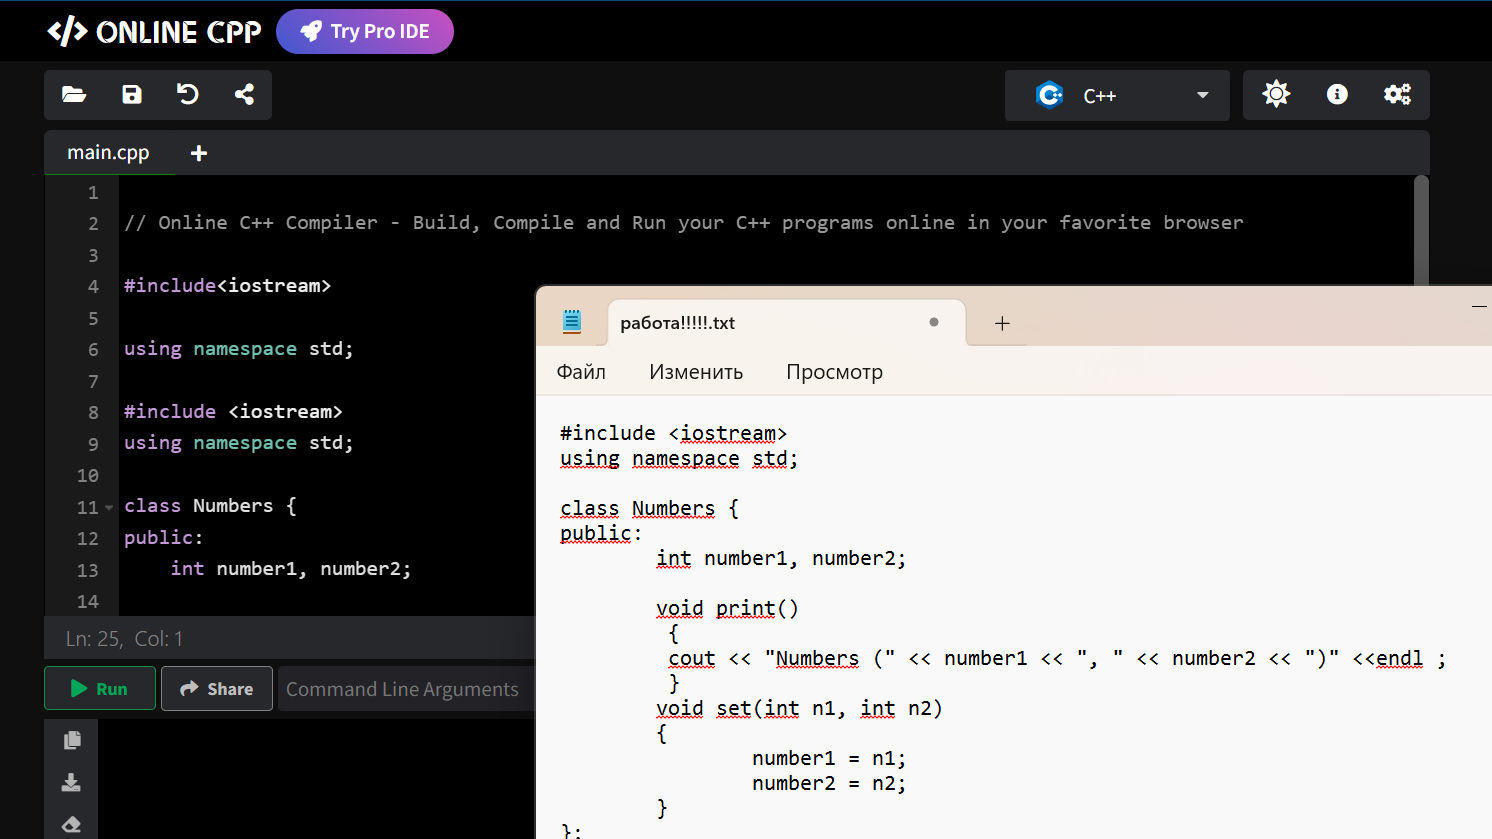 </> ONLINE CPP Try Pro IDE
C++
main.cpp +
1
2 // Online C++ Compiler - Build, Compile and Run your C++ programs online in your favorite browser
3
4 #include<iostream>
5
6 using namespace std;
7
8 #include <iostream>
9 using namespace std;
10
11 class Numbers {
12 public:
13 int number1, number2;
14
Ln: 25, Col: 1
Run Share Command Line Arguments
работа!!!!!.txt
Файл Изменить Просмотр
#include <iostream>
using namespace std;
class Numbers {
public:
int number1, number2;
void print()
{
cout << "Numbers (" << number1 << ", " << number2 << ")" <<endl ;
}
void set(int n1, int n2)
{
number1 = n1;
number2 = n2;
}
};